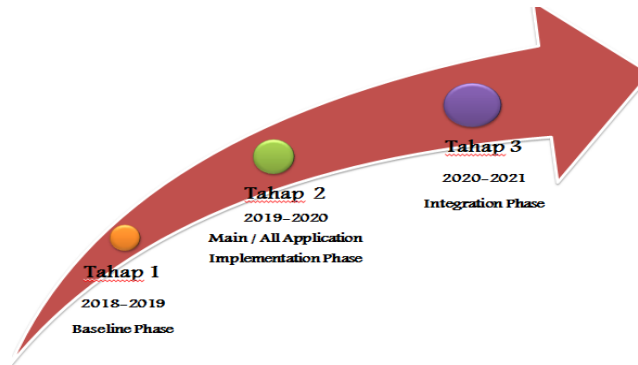 Tahap 1
2018-2019
Baseline Phase
Tahap 2
2019-2020
Main / All Application
Implementation Phase
Tahap 3
2020-2021
Integration Phase